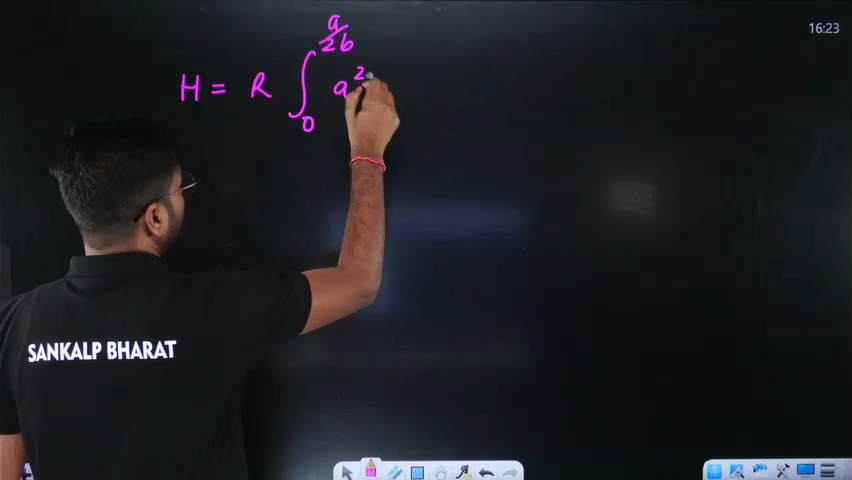 16:23
H = R ∫₀^(a/2b) a²
SANKALP BHARAT